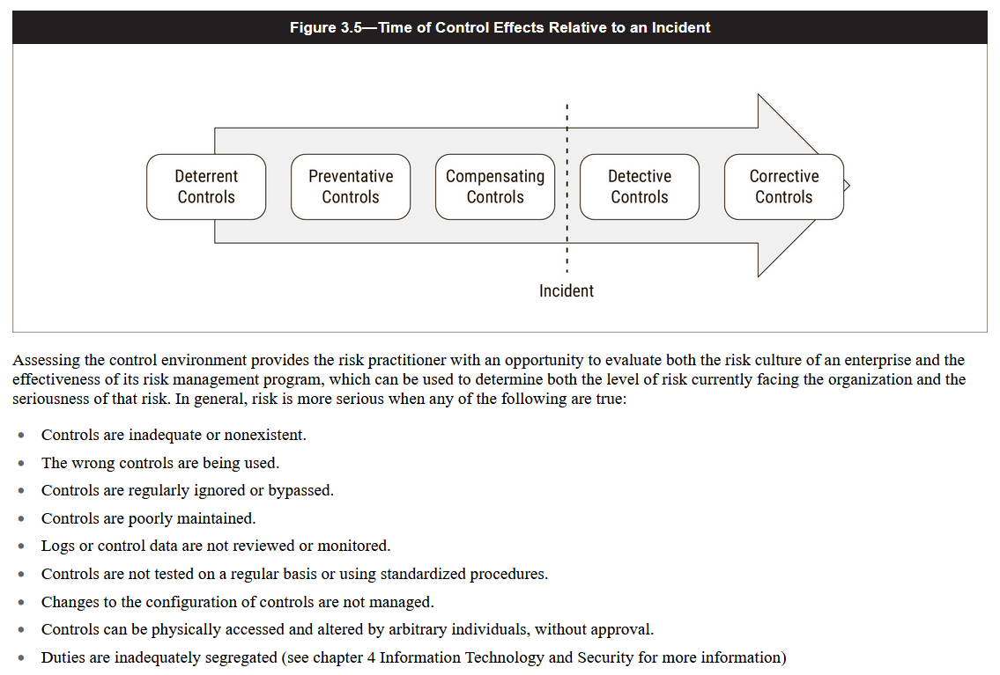 Figure 3.5—Time of Control Effects Relative to an Incident
Deterrent
Controls
Preventative
Controls
Compensating
Controls
Detective
Controls
Corrective
Controls
Incident
Assessing the control environment provides the risk practitioner with an opportunity to evaluate both the risk culture of an enterprise and the
effectiveness of its risk management program, which can be used to determine both the level of risk currently facing the organization and the
seriousness of that risk. In general, risk is more serious when any of the following are true:
• Controls are inadequate or nonexistent.
• The wrong controls are being used.
• Controls are regularly ignored or bypassed.
• Controls are poorly maintained.
• Logs or control data are not reviewed or monitored.
• Controls are not tested on a regular basis or using standardized procedures.
• Changes to the configuration of controls are not managed.
• Controls can be physically accessed and altered by arbitrary individuals, without approval.
• Duties are inadequately segregated (see chapter 4 Information Technology and Security for more information)